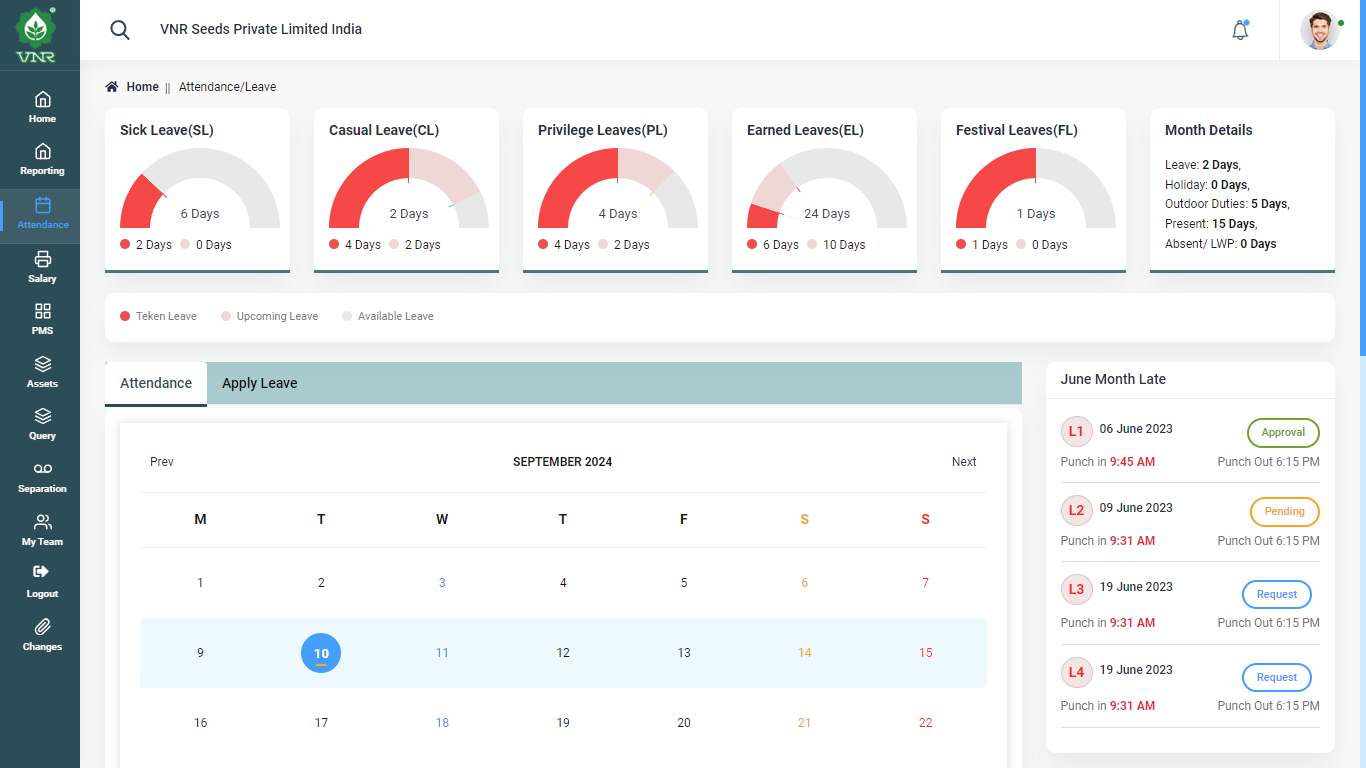 VNR
VNR Seeds Private Limited India
Home || Attendance/Leave
Home
Reporting
Attendance
Salary
PMS
Assets
Query
Separation
My Team
Logout
Changes
Sick Leave(SL)
6 Days
2 Days 0 Days
Casual Leave(CL)
2 Days
4 Days 2 Days
Privilege Leaves(PL)
4 Days
4 Days 2 Days
Earned Leaves(EL)
24 Days
6 Days 10 Days
Festival Leaves(FL)
1 Days
1 Days 0 Days
Month Details
Leave: 2 Days,
Holiday: 0 Days,
Outdoor Duties: 5 Days,
Present: 15 Days,
Absent/ LWP: 0 Days
Teken Leave Upcoming Leave Available Leave
Attendance Apply Leave
Prev SEPTEMBER 2024 Next
M T W T F S S
1 2 3 4 5 6 7
9 10 11 12 13 14 15
16 17 18 19 20 21 22
June Month Late
L1 06 June 2023 Approval
Punch in 9:45 AM Punch Out 6:15 PM
L2 09 June 2023 Pending
Punch in 9:31 AM Punch Out 6:15 PM
L3 19 June 2023 Request
Punch in 9:31 AM Punch Out 6:15 PM
L4 19 June 2023 Request
Punch in 9:31 AM Punch Out 6:15 PM